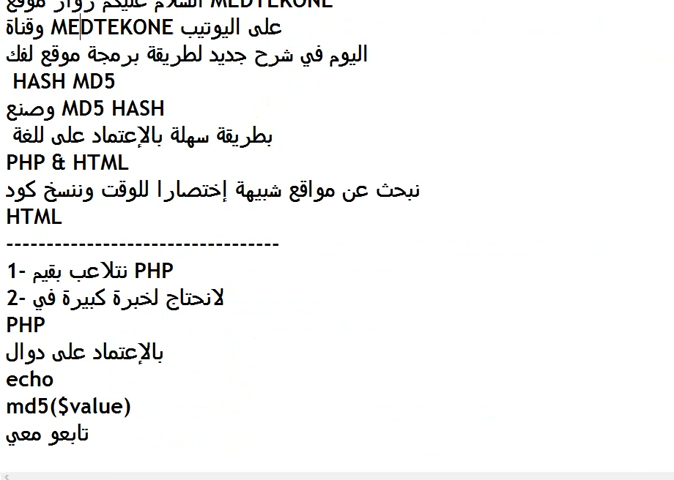 السلام عليكم زوار موقع MEDTEKONE
وقناة MEDTEKONE على اليوتيب
اليوم في شرح جديد لطريقة برمجة موقع لفك
HASH MD5
وصنع MD5 HASH
بطريقة سهلة بالإعتماد على للغة
PHP & HTML
نبحث عن مواقع شبيهة إختصارا للوقت وننسخ كود
HTML
----------------------------------
1- نتلاعب بقيم PHP
2- لانحتاج لخبرة كبيرة في
PHP
بالإعتماد على دوال
echo
md5($value)
تابعو معي